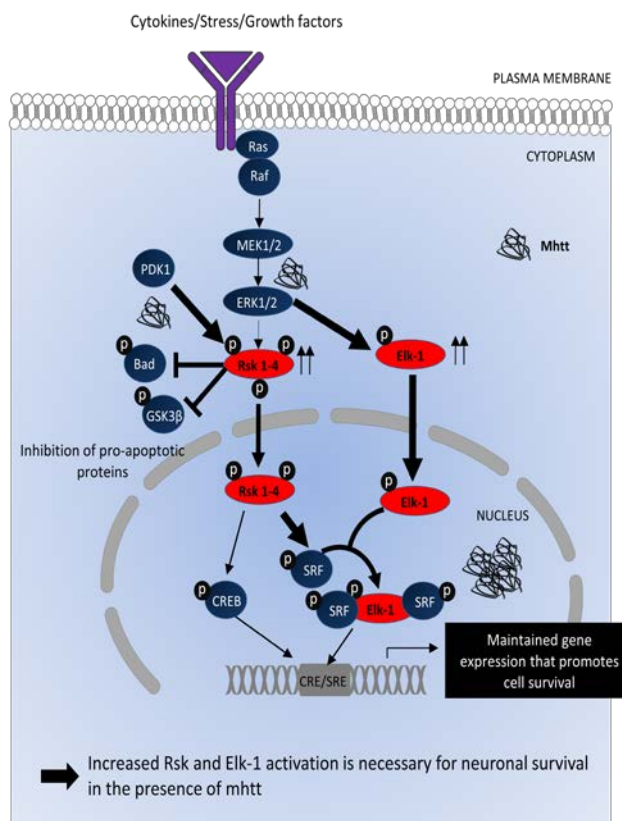 Cytokines/Stress/Growth factors
PLASMA MEMBRANE
CYTOPLASM
Ras
Raf
MEK1/2
Mhtt
PDK1
ERK1/2
p
p
p
p
p
Bad
Rsk 1-4
Elk-1
p
p
GSK3β
Inhibition of pro-apoptotic
proteins
p
p
p
Rsk 1-4
Elk-1
NUCLEUS
p
SRF
p
p
p
p
CREB
SRF
Elk-1
SRF
Maintained gene
expression that promotes
cell survival
CRE/SRE
Increased Rsk and Elk-1 activation is necessary for neuronal survival
in the presence of mhtt